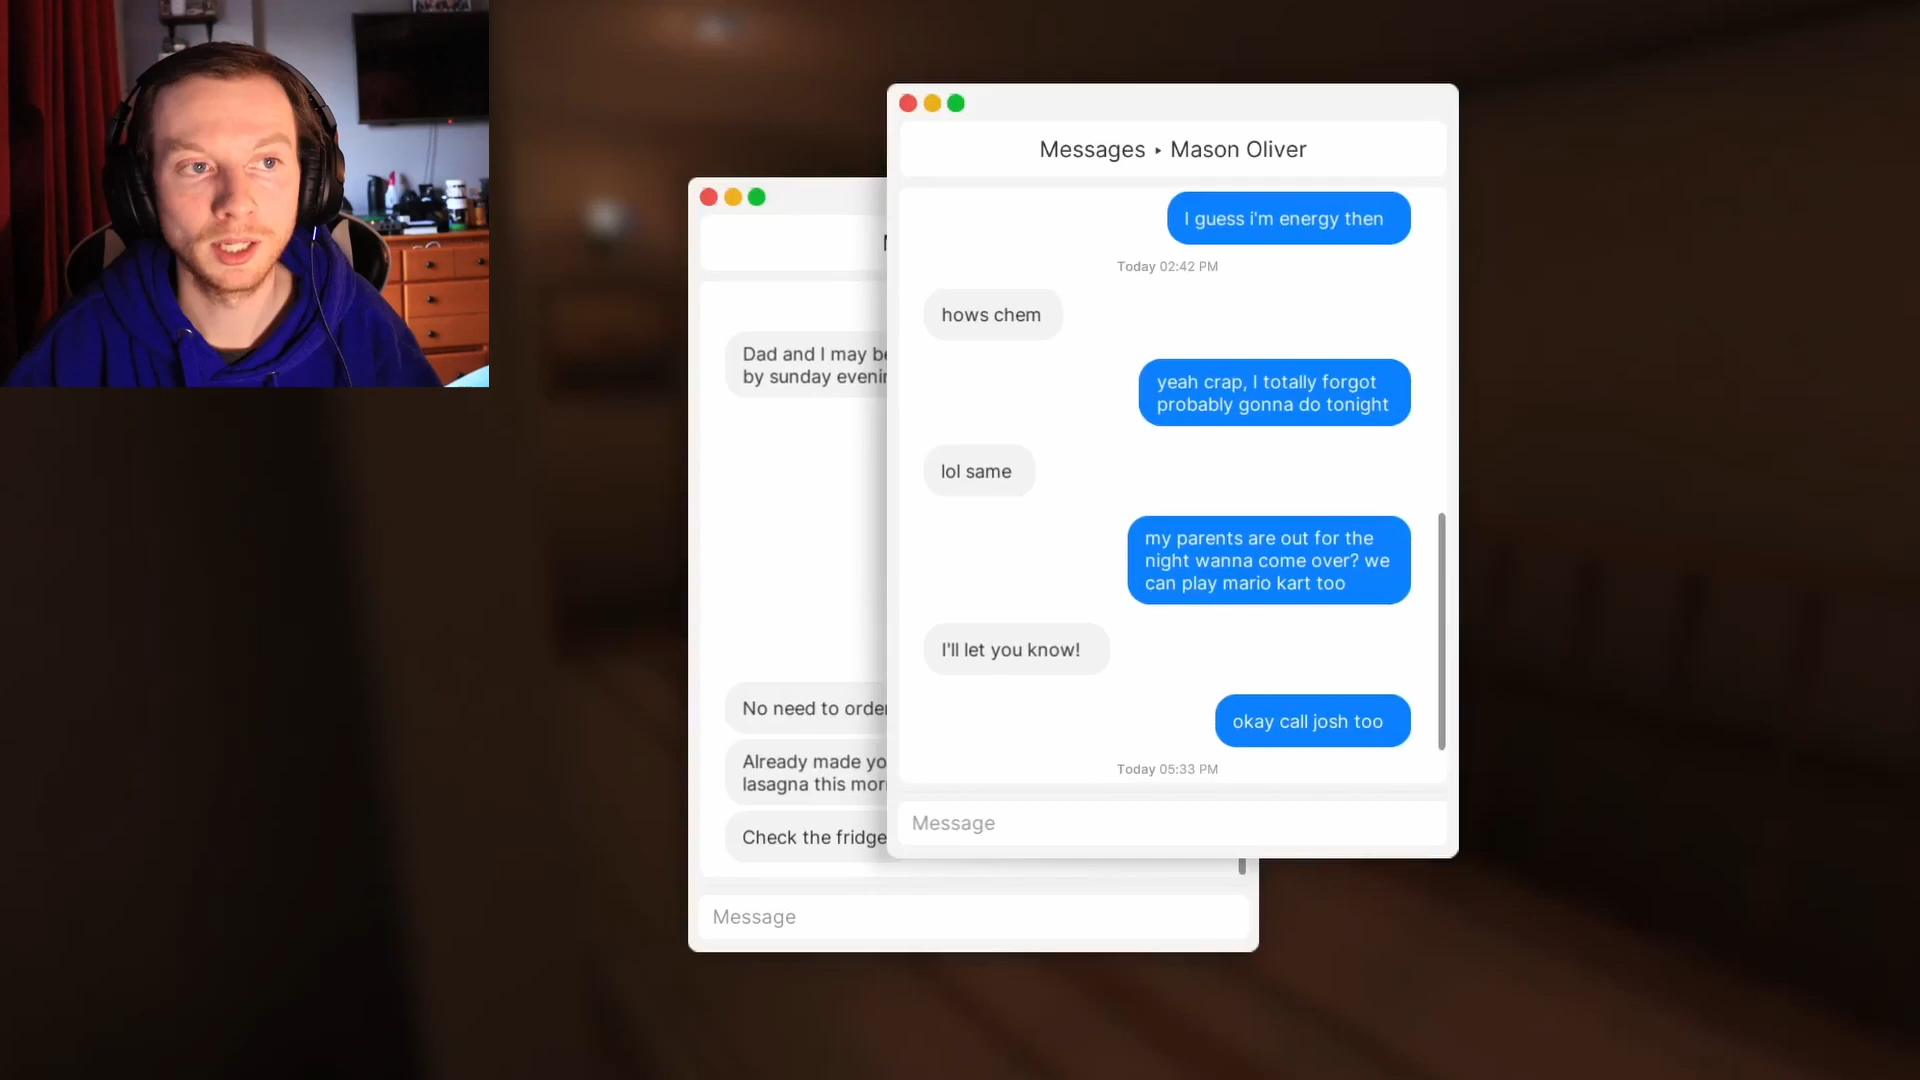 Messages ▸ Mason Oliver
I guess i'm energy then
Today 02:42 PM
hows chem
yeah crap, I totally forgot
probably gonna do tonight
lol same
my parents are out for the
night wanna come over? we
can play mario kart too
I'll let you know!
okay call josh too
Today 05:33 PM
Message
Dad and I may be
by sunday
No need to order
Already made
lasagna this
Check the fridge
Message